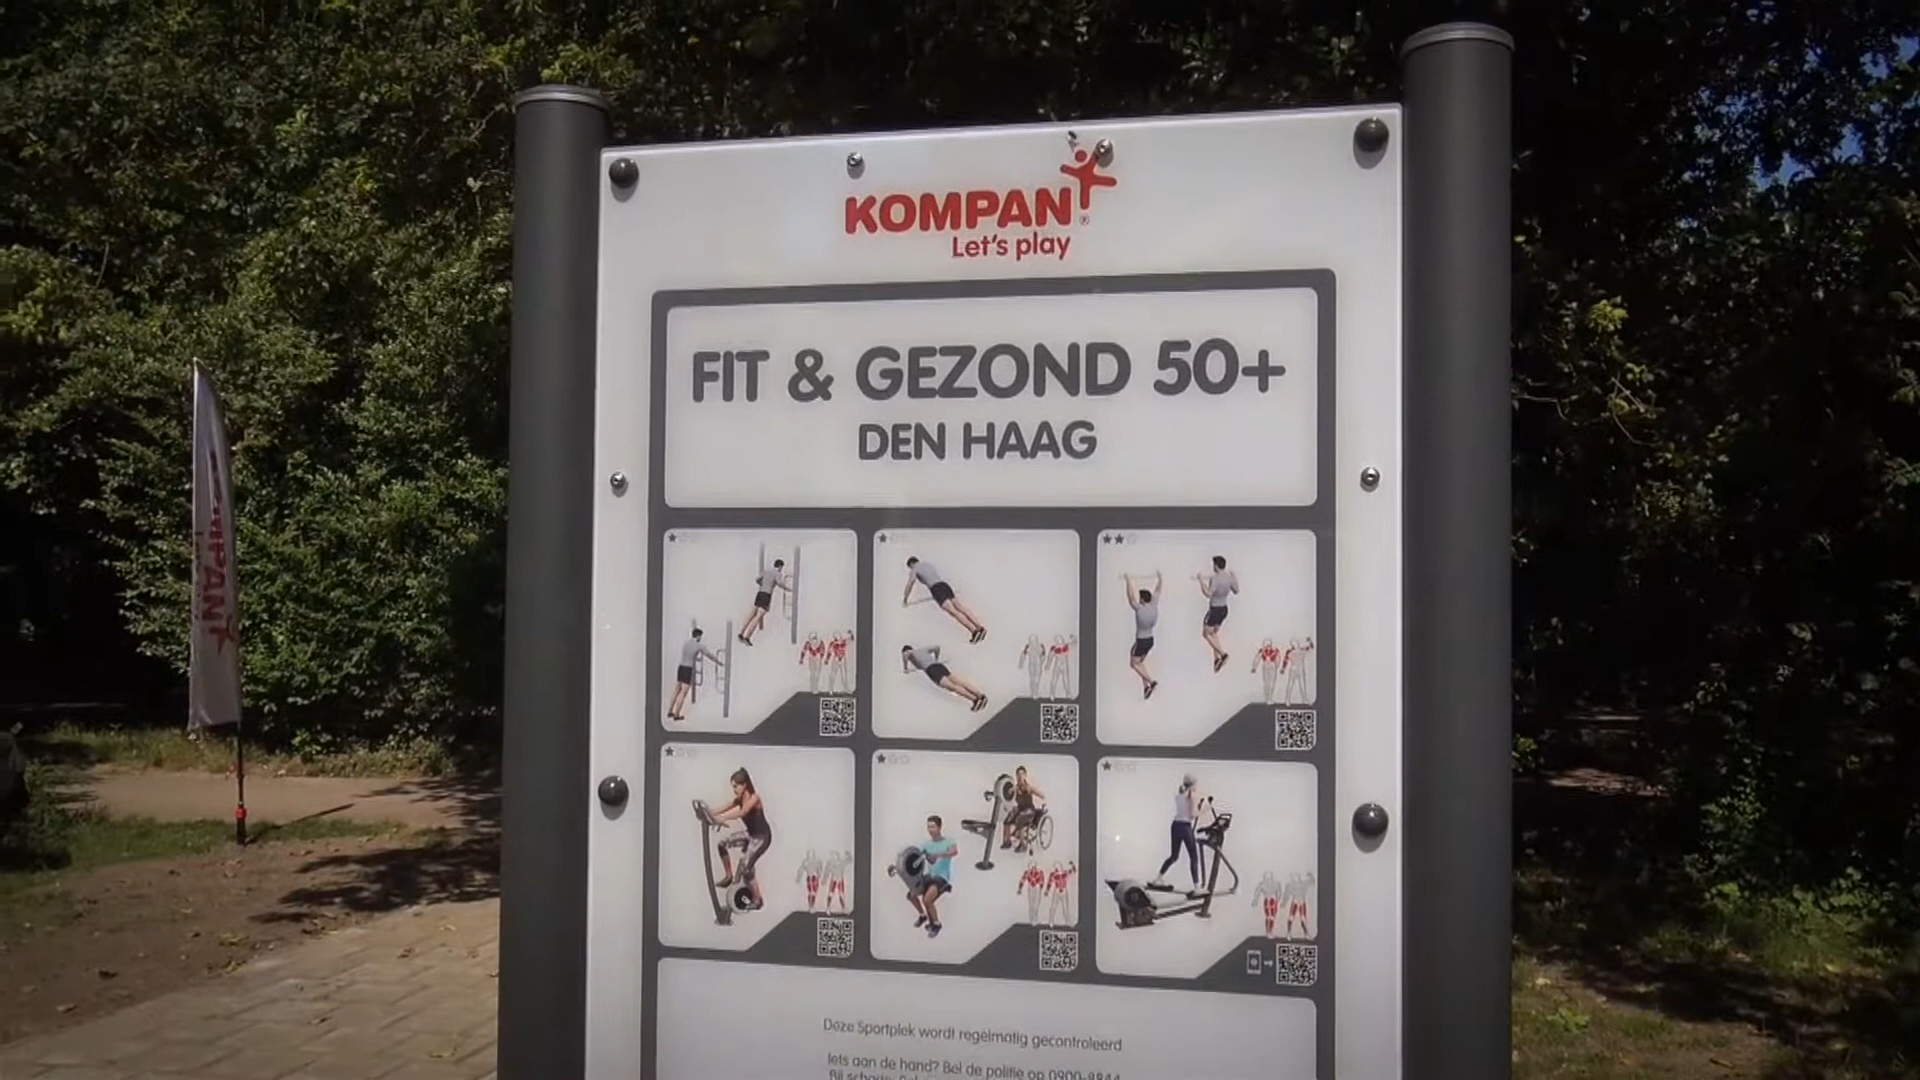 KOMPAN
Let's play
FIT & GEZOND 50+
DEN HAAG
KOMPAN
Deze Sportplek wordt regelmatig gecontroleerd
Iets aan de hand? Bel de politie op 0900-8844